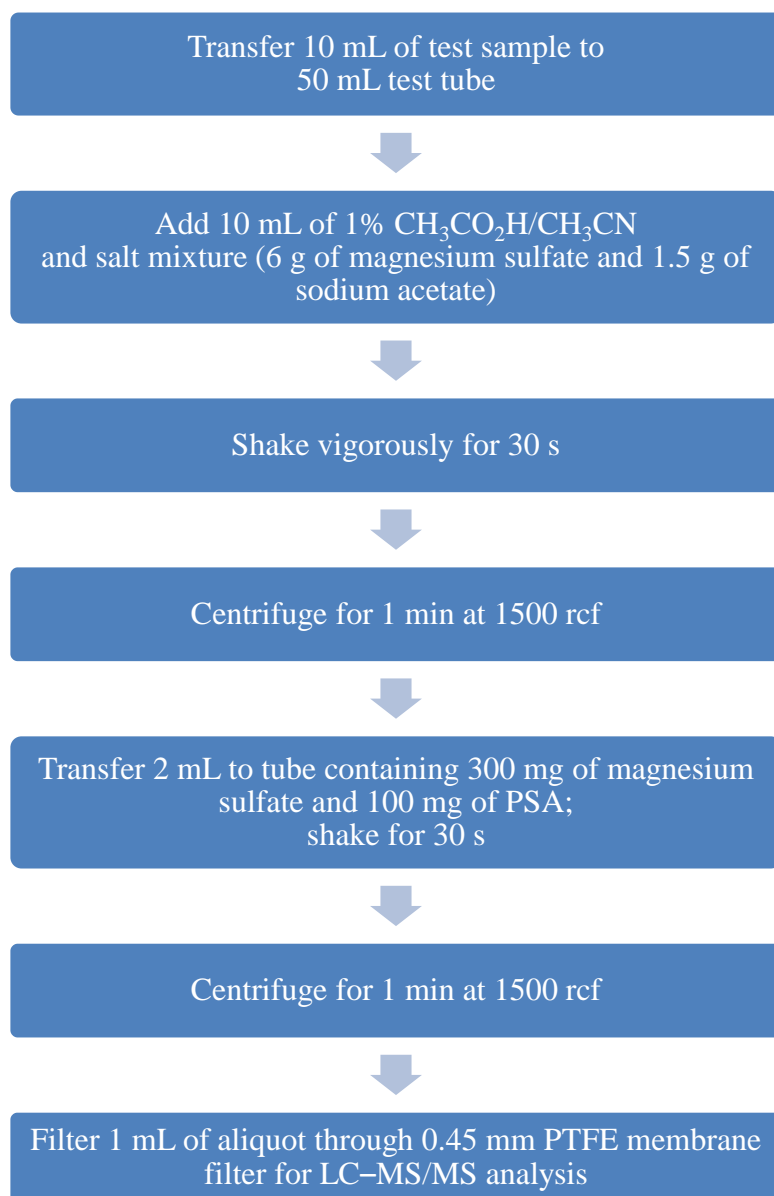 Transfer 10 mL of test sample to
50 mL test tube
Add 10 mL of 1% CH₃CO₂H/CH₃CN
and salt mixture (6 g of magnesium sulfate and 1.5 g of
sodium acetate)
Shake vigorously for 30 s
Centrifuge for 1 min at 1500 rcf
Transfer 2 mL to tube containing 300 mg of magnesium
sulfate and 100 mg of PSA;
shake for 30 s
Centrifuge for 1 min at 1500 rcf
Filter 1 mL of aliquot through 0.45 mm PTFE membrane
filter for LC−MS/MS analysis